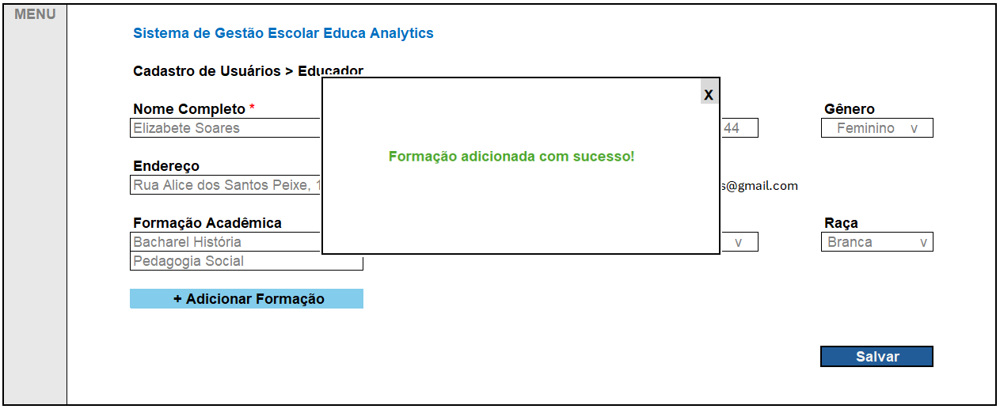 MENU
Sistema de Gestão Escolar Educa Analytics
Cadastro de Usuários > Educador
X
Nome Completo *
Gênero
Elizabete Soares
44
Feminino v
Formação adicionada com sucesso!
Endereço
Rua Alice dos Santos Peixe, 1
s@gmail.com
Formação Acadêmica
Raça
Bacharel História
v
Branca v
Pedagogia Social
+ Adicionar Formação
Salvar